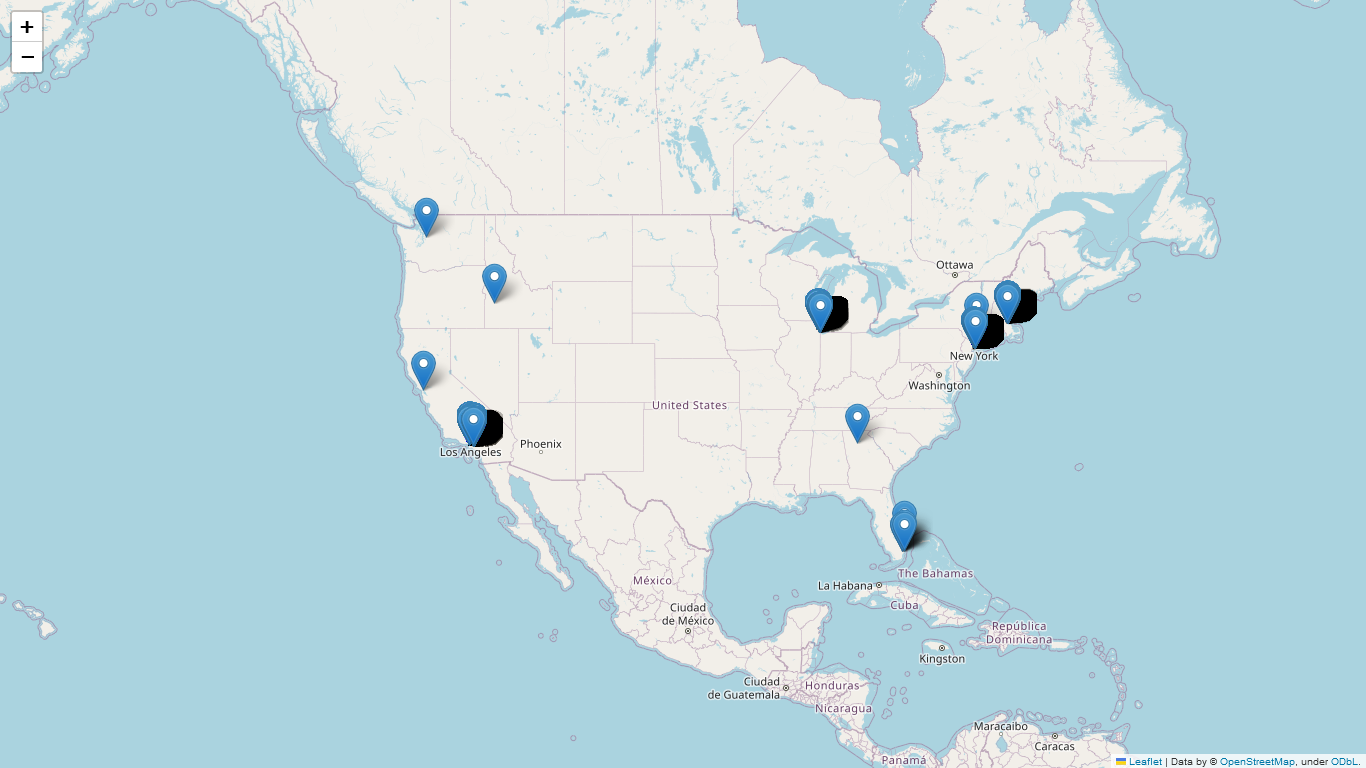 +
−
Ottawa
New York
Washington
United States
Phoenix
Los Angeles
The Bahamas
La Habana
México
Cuba
Ciudad
de México
República
Dominicana
Kingston
Ciudad
de Guatemala
Honduras
Nicaragua
Maracaibo
Caracas
Panamá
Leaflet | Data by © OpenStreetMap, under ODbL.